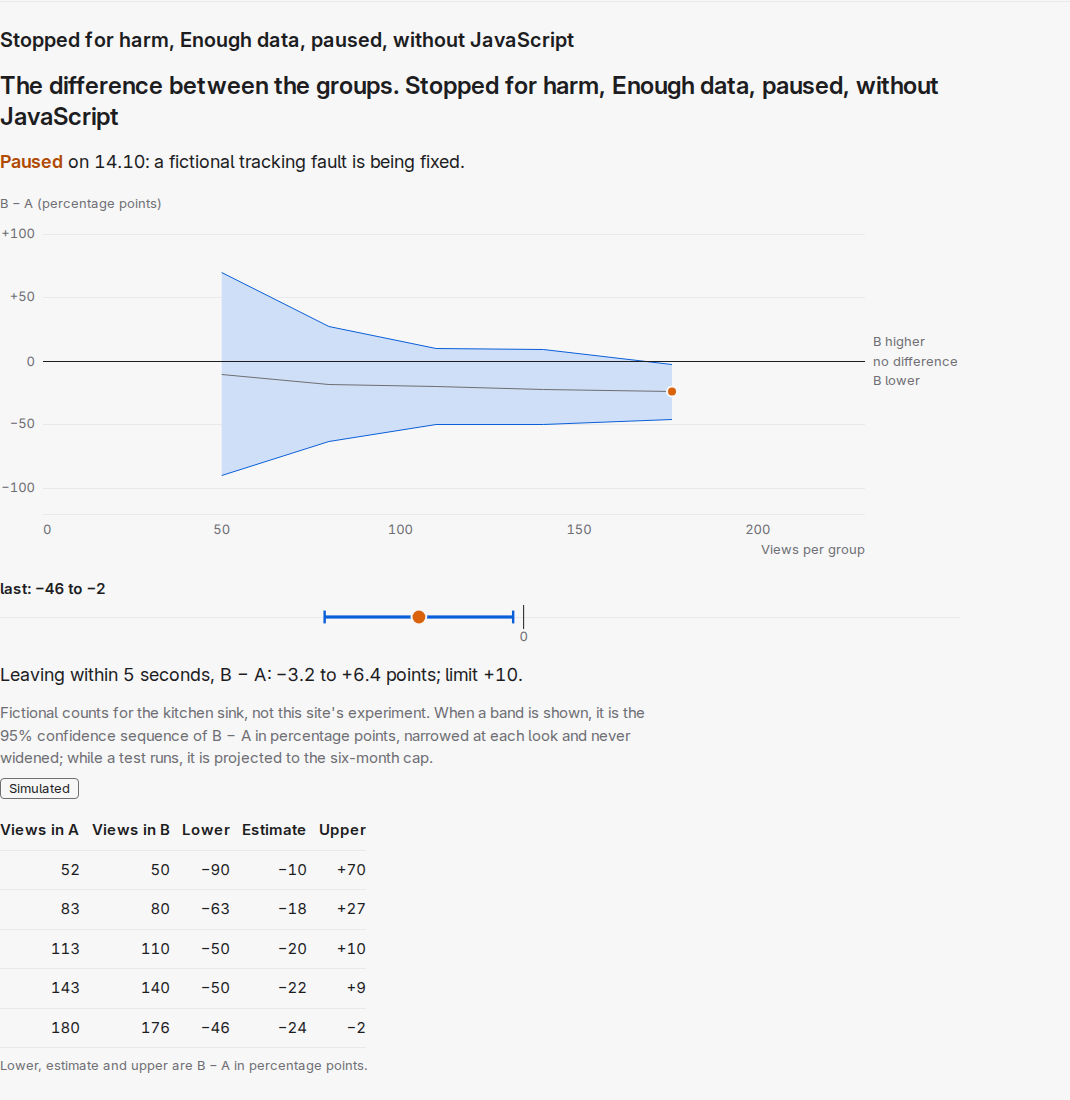 Stopped for harm, Enough data, paused, without JavaScript
The difference between the groups. Stopped for harm, Enough data, paused, without
JavaScript
Paused on 14.10: a fictional tracking fault is being fixed.
B − A (percentage points)
+100
+50
0
−50
−100
B higher
no difference
B lower
0 50 100 150 200
Views per group
last: −46 to −2
0
Leaving within 5 seconds, B − A: −3.2 to +6.4 points; limit +10.
Fictional counts for the kitchen sink, not this site's experiment. When a band is shown, it is the
95% confidence sequence of B − A in percentage points, narrowed at each look and never
widened; while a test runs, it is projected to the six-month cap.
Simulated
Views in A Views in B Lower Estimate Upper
52 50 −90 −10 +70
83 80 −63 −18 +27
113 110 −50 −20 +10
143 140 −50 −22 +9
180 176 −46 −24 −2
Lower, estimate and upper are B − A in percentage points.